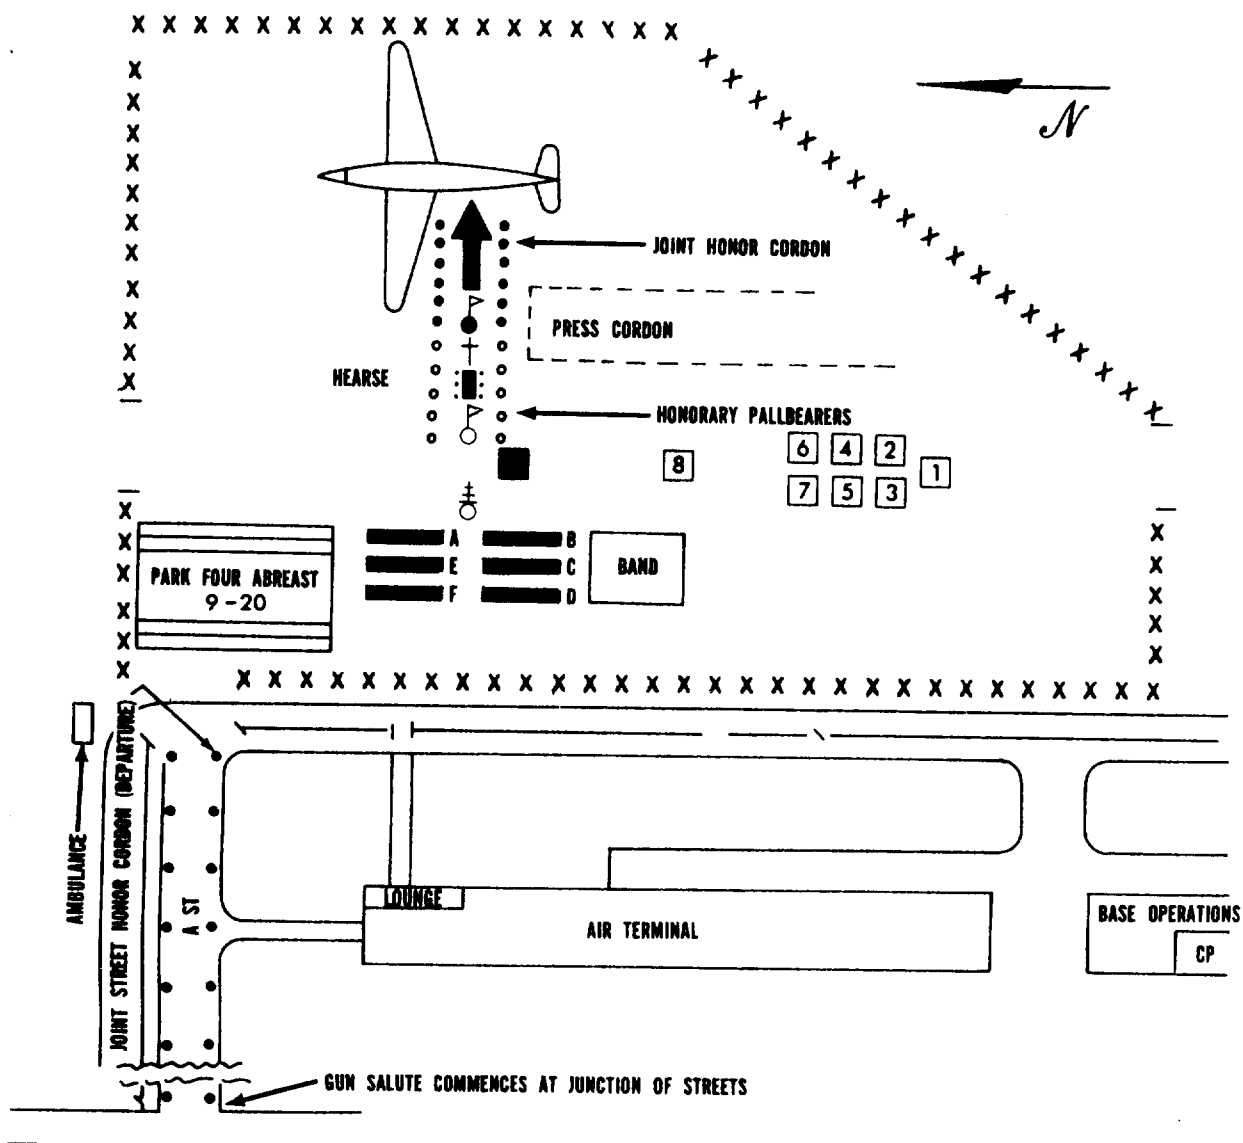 N
JOINT HONOR CORDON
PRESS CORDON
HEARSE
HONORARY PALLBEARERS
6 4 2
8 1
7 5 3
A B
E C
F D
BAND
PARK FOUR ABREAST
9-20
JOINT STREET HONOR CORDON (DEPARTURE)
AMBULANCE
A ST
LOUNGE
AIR TERMINAL
BASE OPERATIONS
CP
GUN SALUTE COMMENCES AT JUNCTION OF STREETS